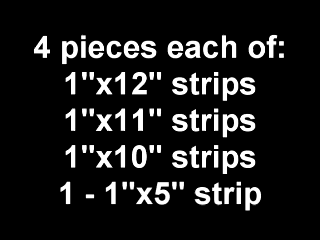 4 pieces each of:
1"x12" strips
1"x11" strips
1"x10" strips
1 - 1"x5" strip